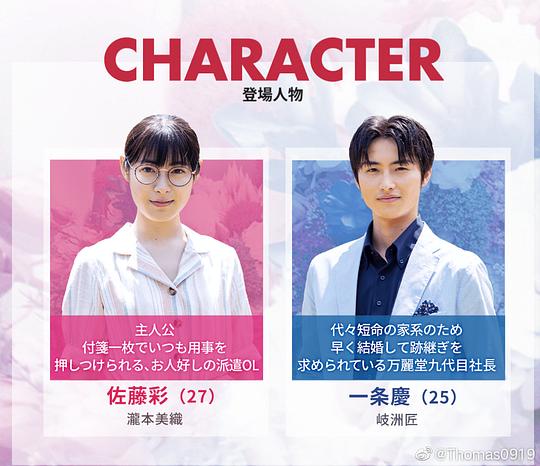 CHARACTER
登場人物
主人公
付箋一枚でいつも用事を
押しつけられる、お人好しの派遣OL
佐藤彩（27）
瀧本美織
代々短命の家系のため
早く結婚して跡継ぎを
求められている万麗堂九代目社長
一条慶（25）
岐洲匠
@Thomas0919